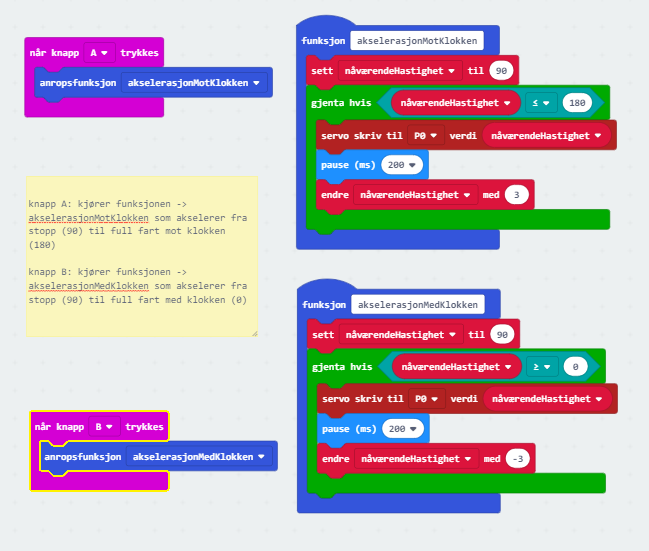 når knapp A trykkes
anropsfunksjon akselerasjonMotKlokken
knapp A: kjører funksjonen ->
akselerasjonMotKlokken som akselerer fra
stopp (90) til full fart mot klokken
(180)
knapp B: kjører funksjonen ->
akselerasjonMedKlokken som akselerer fra
stopp (90) til full fart med klokken (0)
når knapp B trykkes
anropsfunksjon akselerasjonMedKlokken
funksjon akselerasjonMotKlokken
sett nåværendeHastighet til 90
gjenta hvis nåværendeHastighet ≤ 180
servo skriv til P0 verdi nåværendeHastighet
pause (ms) 200
endre nåværendeHastighet med 3
funksjon akselerasjonMedKlokken
sett nåværendeHastighet til 90
gjenta hvis nåværendeHastighet ≥ 0
servo skriv til P0 verdi nåværendeHastighet
pause (ms) 200
endre nåværendeHastighet med -3